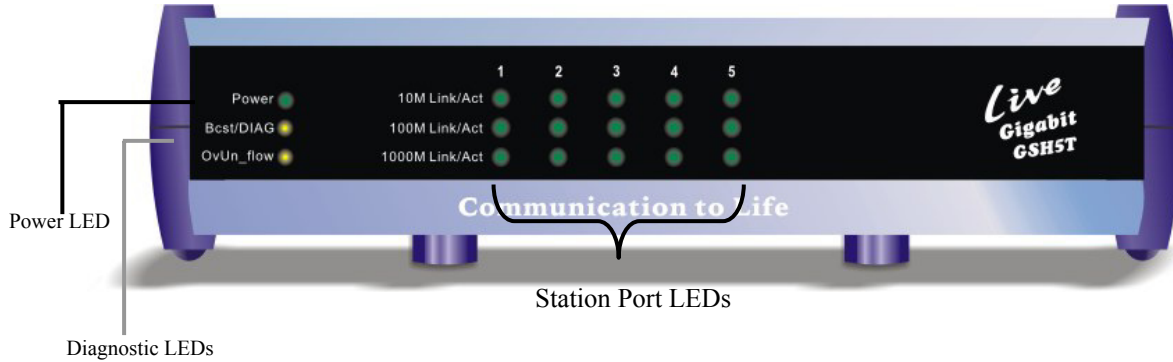 1 2 3 4 5
Power 10M Link/Act
Bcst/DIAG 100M Link/Act
OvUn_flow 1000M Link/Act
Live
Gigabit
GSH5T
Communication to Life
Power LED
Station Port LEDs
Diagnostic LEDs